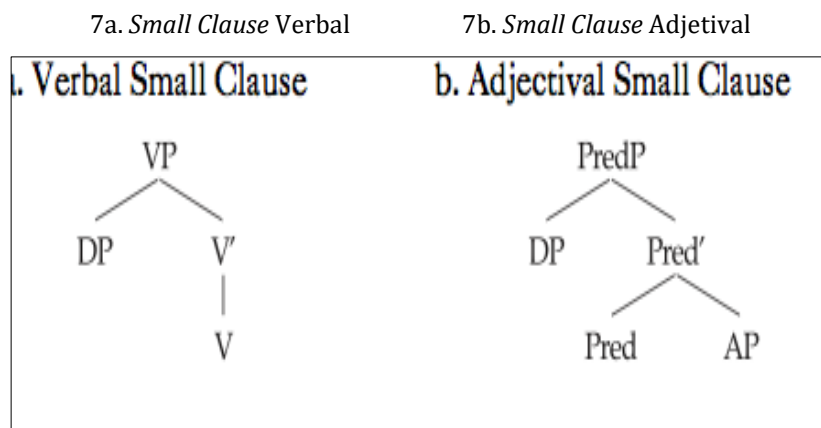 7a. Small Clause Verbal 7b. Small Clause Adjetival
. Verbal Small Clause b. Adjectival Small Clause
VP PredP
DP V′ DP Pred′
V Pred AP